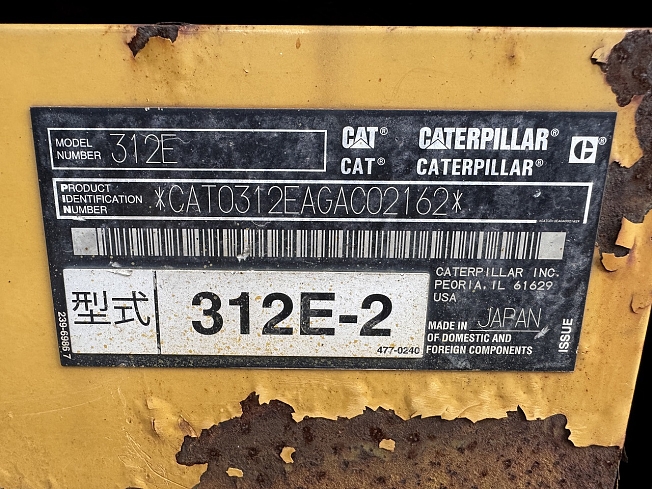 MODEL NUMBER 312E
CAT® CATERPILLAR®
CAT® CATERPILLAR®
PRODUCT IDENTIFICATION NUMBER *CAT0312EAGAC02162*
型式 312E-2
477-0240
239-6986 7
CATERPILLAR INC.
PEORIA, IL 61629
USA
MADE IN JAPAN
OF DOMESTIC AND
FOREIGN COMPONENTS
ISSUE